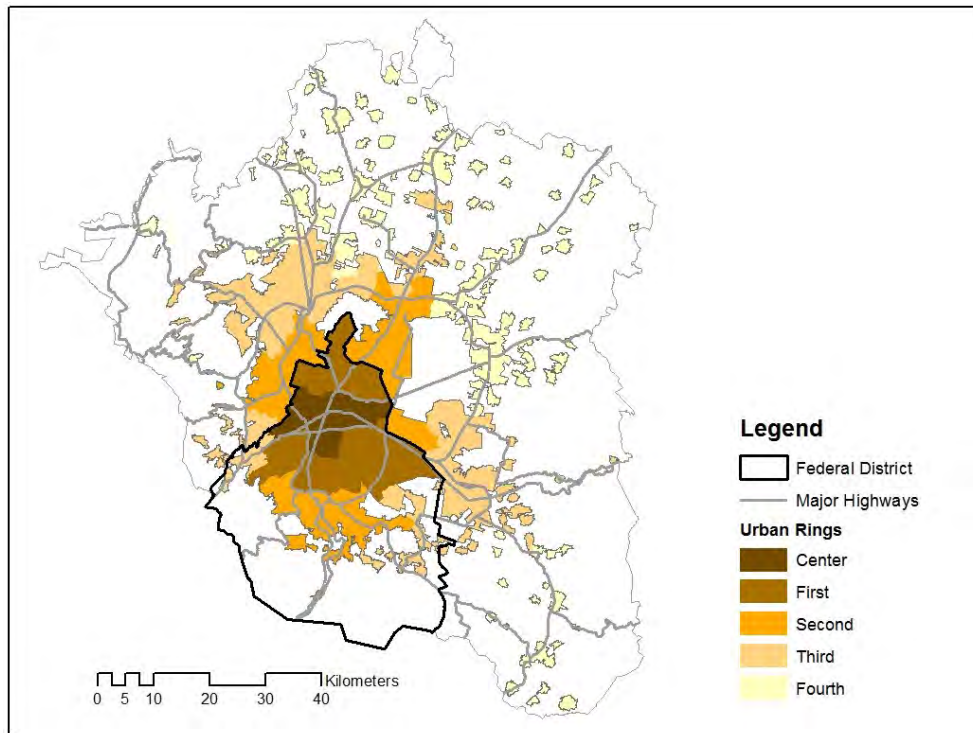 Legend
Federal District
Major Highways
Urban Rings
Center
First
Second
Third
Fourth
Kilometers
0 5 10 20 30 40